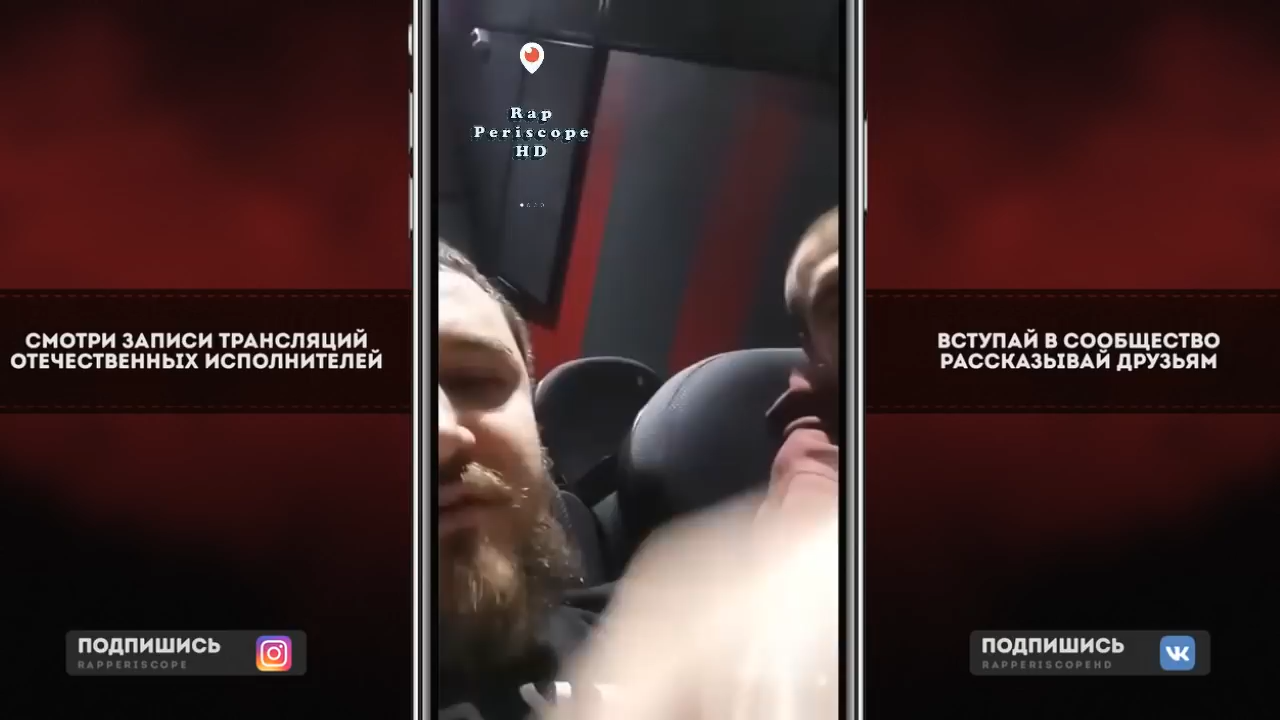 Rap
Periscope
HD
СМОТРИ ЗАПИСИ ТРАНСЛЯЦИЙ
ОТЕЧЕСТВЕННЫХ ИСПОЛНИТЕЛЕЙ
ВСТУПАЙ В СООБЩЕСТВО
РАССКАЗЫВАЙ ДРУЗЬЯМ
ПОДПИШИСЬ
RAPPERISCOPE
ПОДПИШИСЬ
RAPPERISCOPEHD